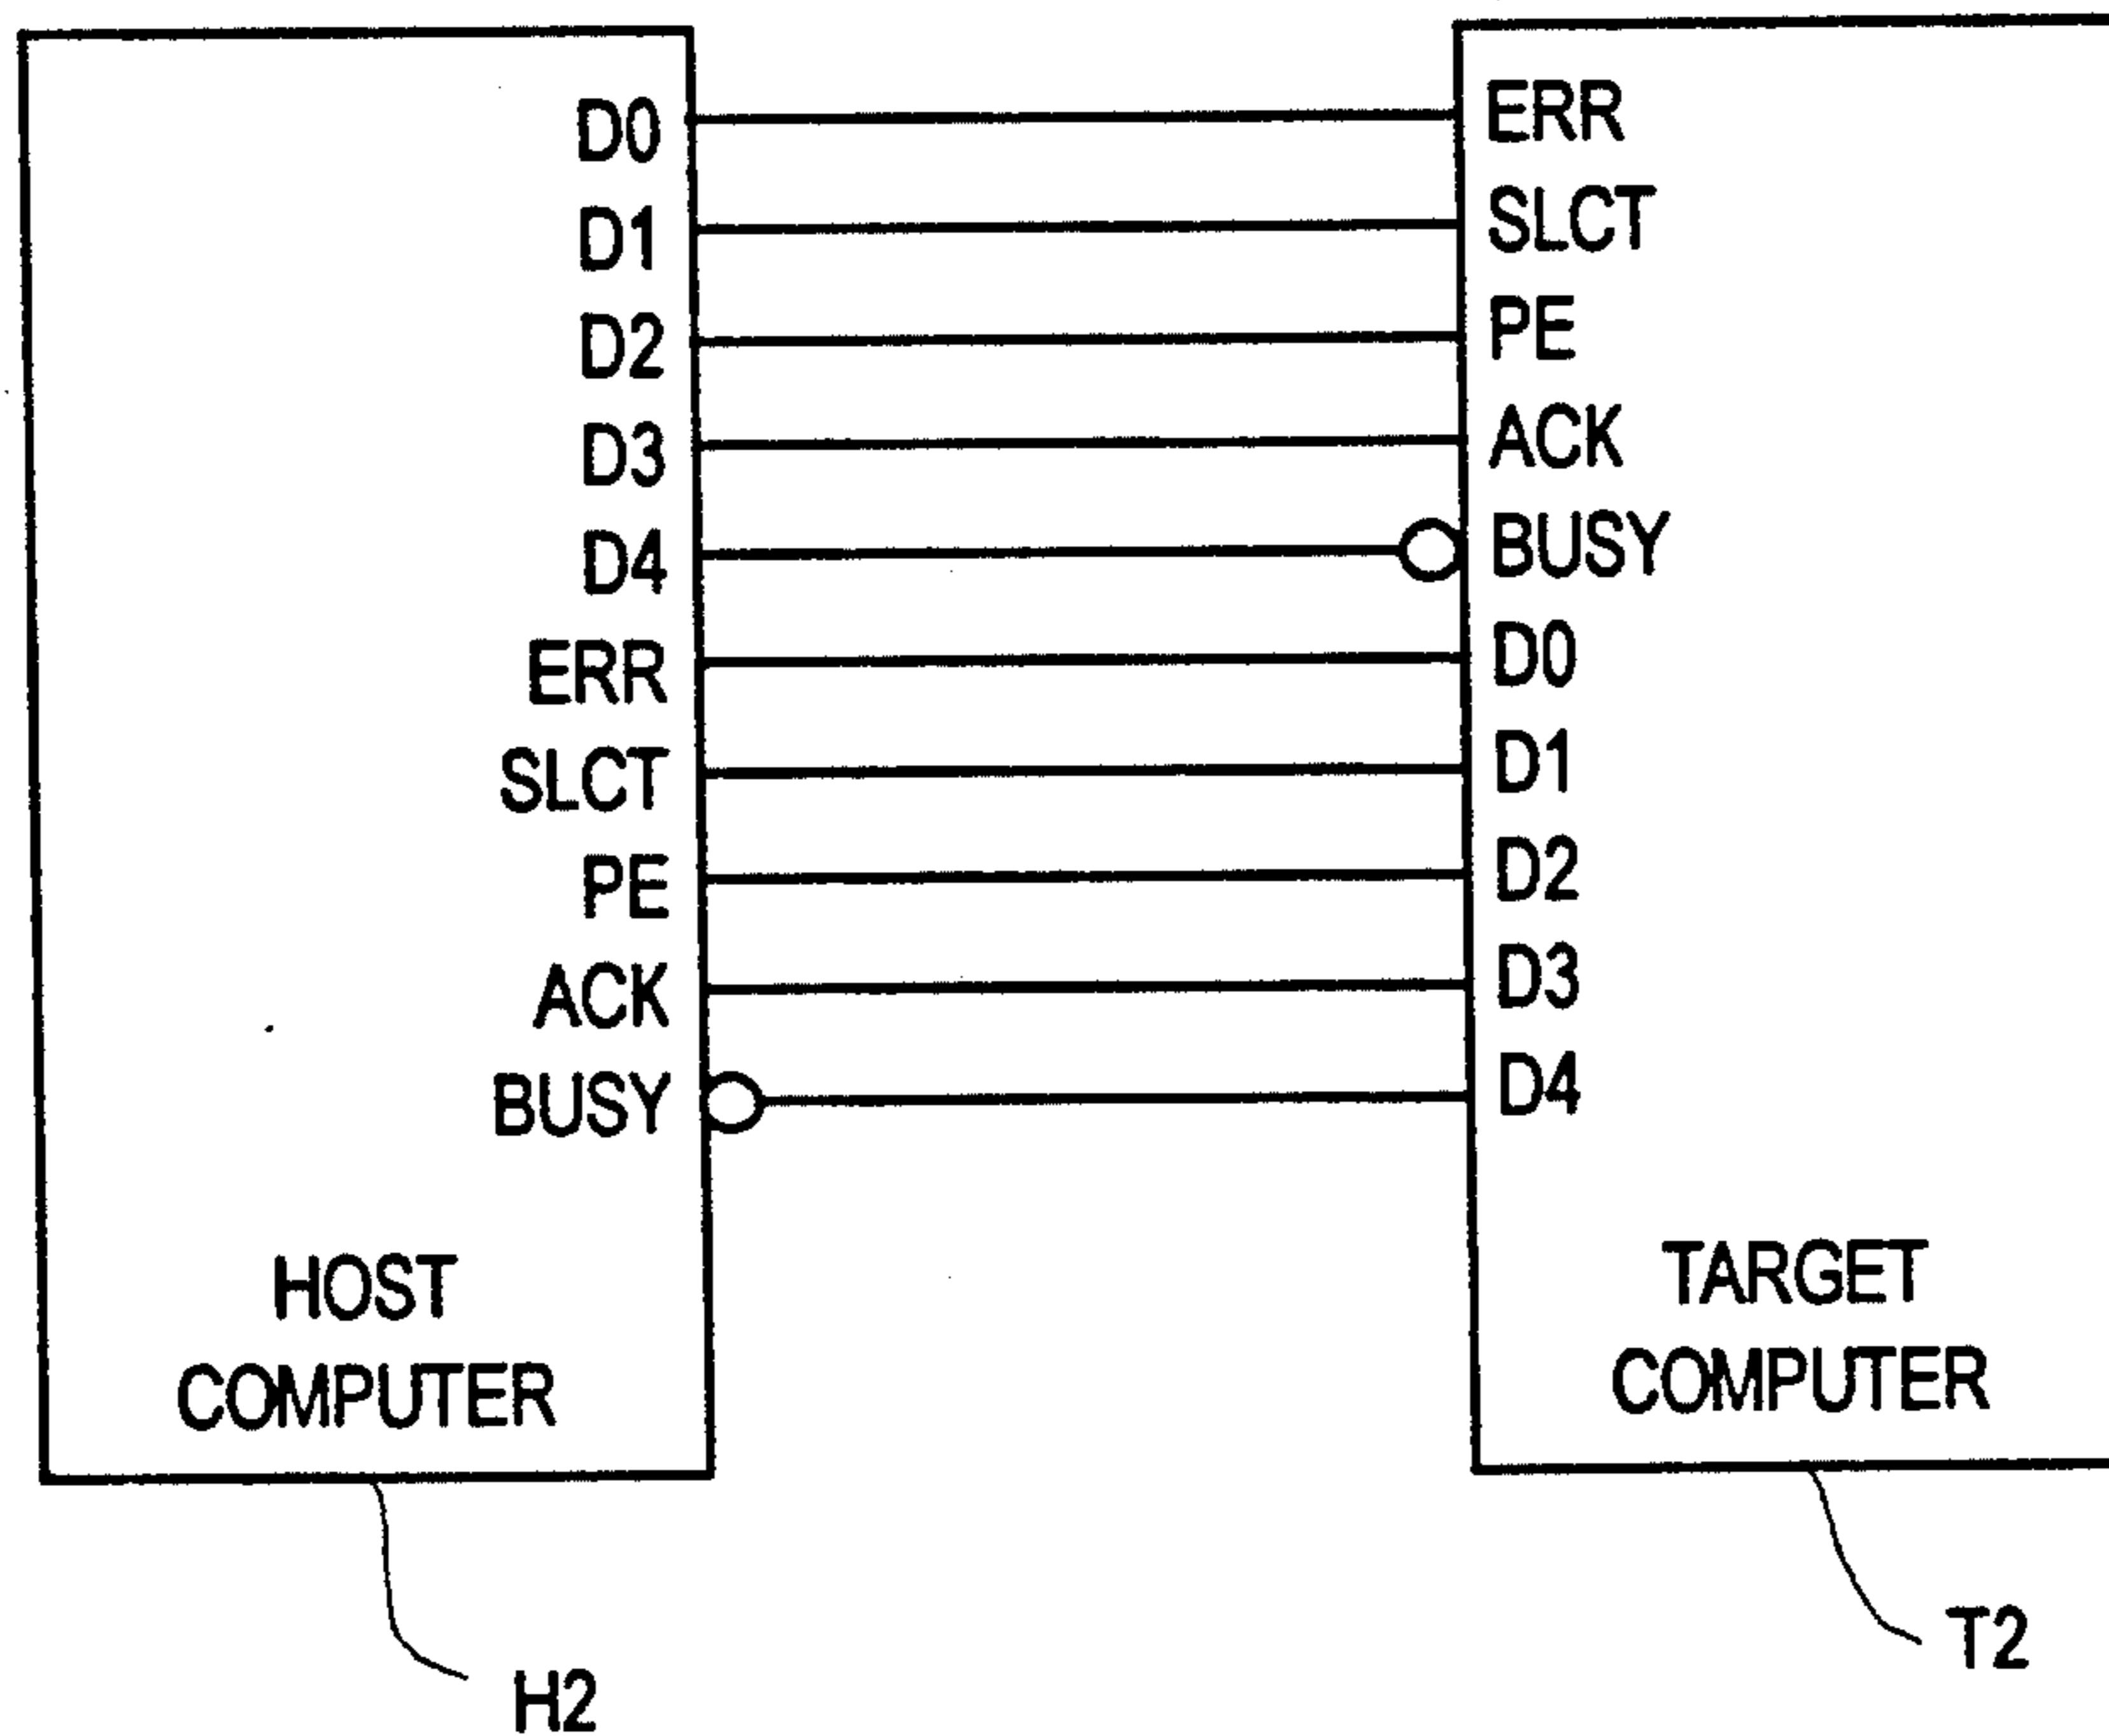 D0
D1
D2
D3
D4
ERR
SLCT
PE
ACK
BUSY
HOST
COMPUTER
H2
ERR
SLCT
PE
ACK
BUSY
D0
D1
D2
D3
D4
TARGET
COMPUTER
T2